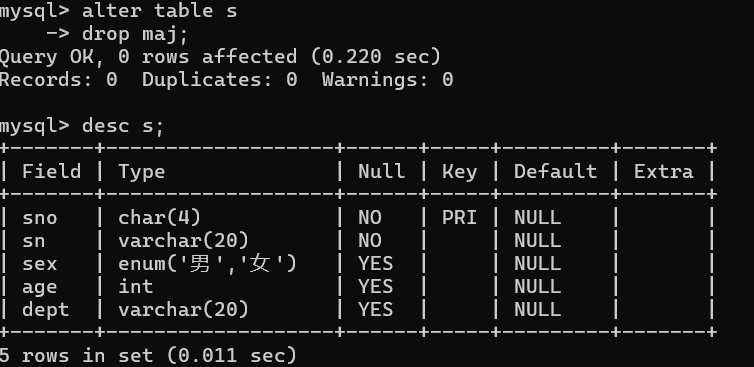 mysql> alter table s
    -> drop maj;
Query OK, 0 rows affected (0.220 sec)
Records: 0  Duplicates: 0  Warnings: 0

mysql> desc s;
+-------+-------------------+------+-----+---------+-------+
| Field | Type              | Null | Key | Default | Extra |
+-------+-------------------+------+-----+---------+-------+
| sno   | char(4)           | NO   | PRI | NULL    |       |
| sn    | varchar(20)       | NO   |     | NULL    |       |
| sex   | enum('男','女')   | YES  |     | NULL    |       |
| age   | int               | YES  |     | NULL    |       |
| dept  | varchar(20)       | YES  |     | NULL    |       |
+-------+-------------------+------+-----+---------+-------+
5 rows in set (0.011 sec)